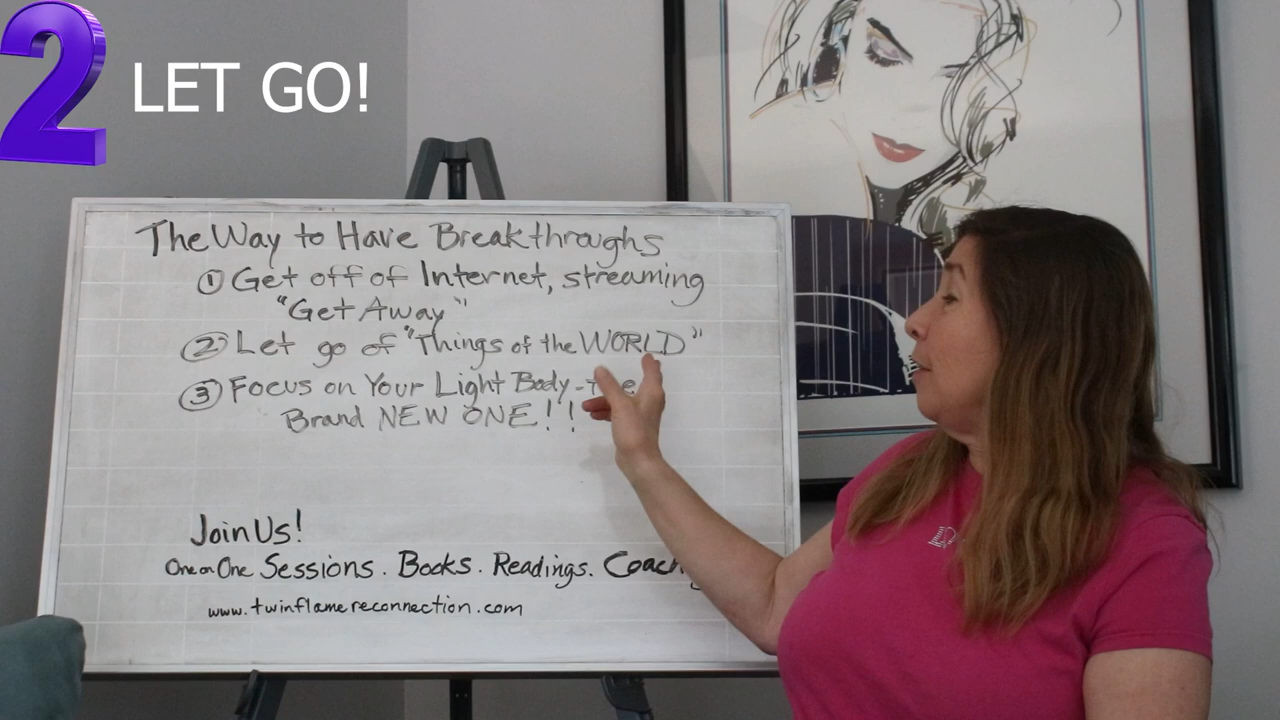 2
LET GO!
The Way to Have Breakthroughs
① Get off of Internet, streaming
"Get Away"
② Let go of "Things of the WORLD"
③ Focus on Your Light Body - the
Brand NEW ONE!!
Join Us!
One on One Sessions. Books. Readings. Coaching
www.twinflamereconnection.com